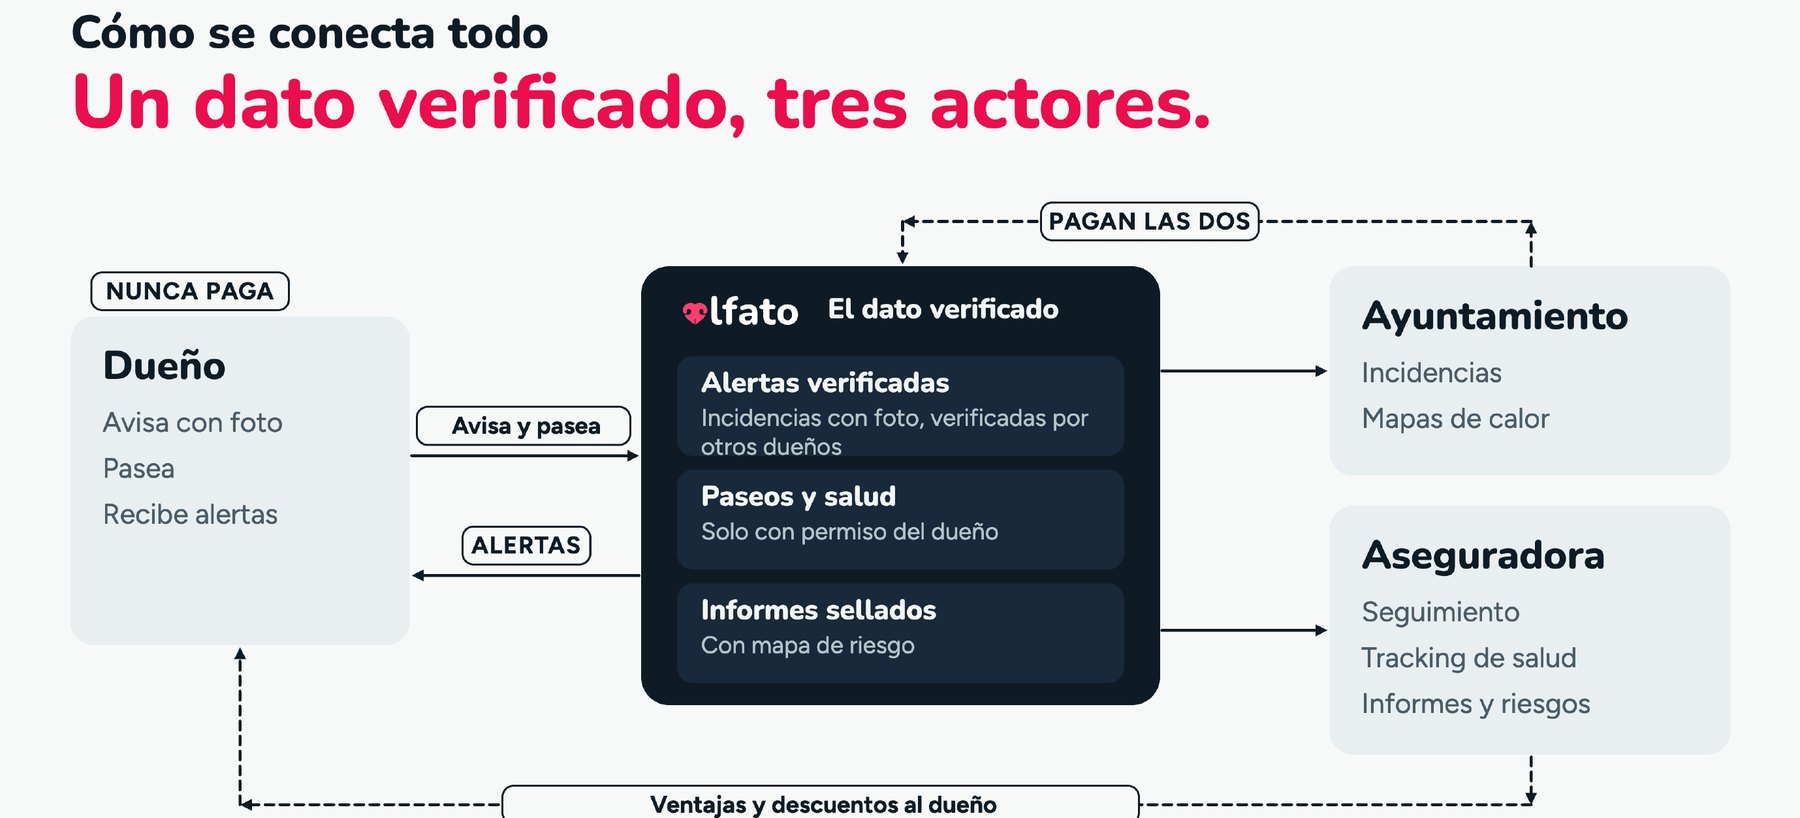 Cómo se conecta todo
Un dato verificado, tres actores.
PAGAN LAS DOS
NUNCA PAGA
Dueño
Avisa con foto
Pasea
Recibe alertas
Avisa y pasea
ALERTAS
lfato
El dato verificado
Alertas verificadas
Incidencias con foto, verificadas por
otros dueños
Paseos y salud
Solo con permiso del dueño
Informes sellados
Con mapa de riesgo
Ayuntamiento
Incidencias
Mapas de calor
Aseguradora
Seguimiento
Tracking de salud
Informes y riesgos
Ventajas y descuentos al dueño